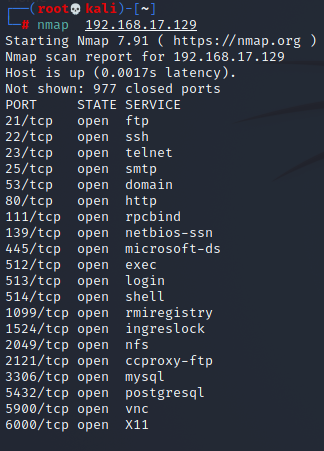 ┌──(root💀kali)-[~]
└─# nmap  192.168.17.129
Starting Nmap 7.91 ( https://nmap.org )
Nmap scan report for 192.168.17.129
Host is up (0.0017s latency).
Not shown: 977 closed ports
PORT     STATE SERVICE
21/tcp   open  ftp
22/tcp   open  ssh
23/tcp   open  telnet
25/tcp   open  smtp
53/tcp   open  domain
80/tcp   open  http
111/tcp  open  rpcbind
139/tcp  open  netbios-ssn
445/tcp  open  microsoft-ds
512/tcp  open  exec
513/tcp  open  login
514/tcp  open  shell
1099/tcp open  rmiregistry
1524/tcp open  ingreslock
2049/tcp open  nfs
2121/tcp open  ccproxy-ftp
3306/tcp open  mysql
5432/tcp open  postgresql
5900/tcp open  vnc
6000/tcp open  X11